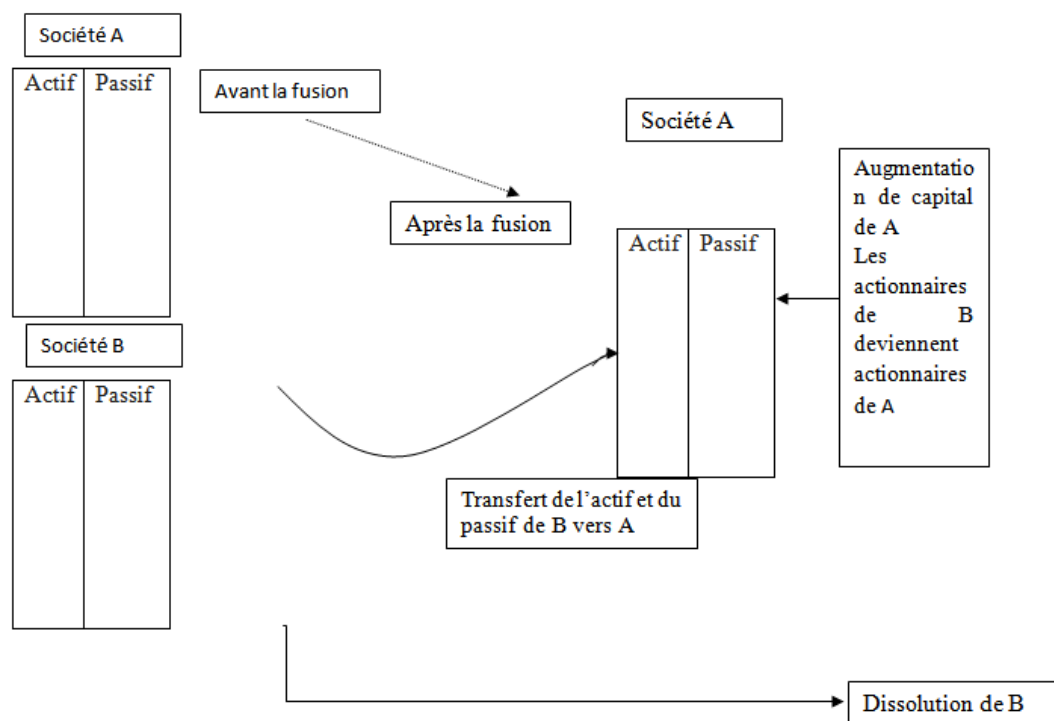 Société A
Actif Passif
Avant la fusion
Société A
Augmentatio
n de capital
de A
Les
actionnaires
de B
deviennent
actionnaires
de A
Après la fusion
Actif Passif
Société B
Actif Passif
Transfert de l'actif et du
passif de B vers A
Dissolution de B